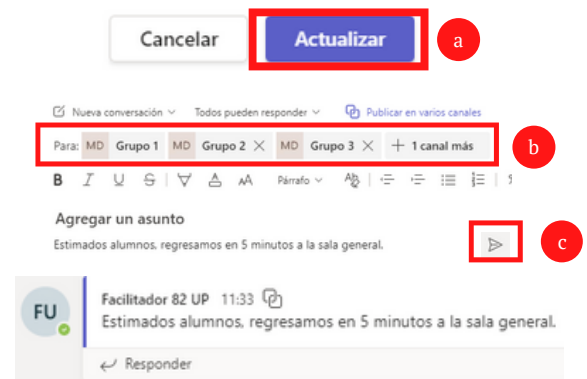 Cancelar Actualizar a
Nueva conversación Todos pueden responder Publicar en varios canales
Para: MD Grupo 1 MD Grupo 2 MD Grupo 3 + 1 canal más b
B I U S AA Párrafo
Agregar un asunto
Estimados alumnos, regresamos en 5 minutos a la sala general. c
FU Facilitador 82 UP 11:33
Estimados alumnos, regresamos en 5 minutos a la sala general.
Responder